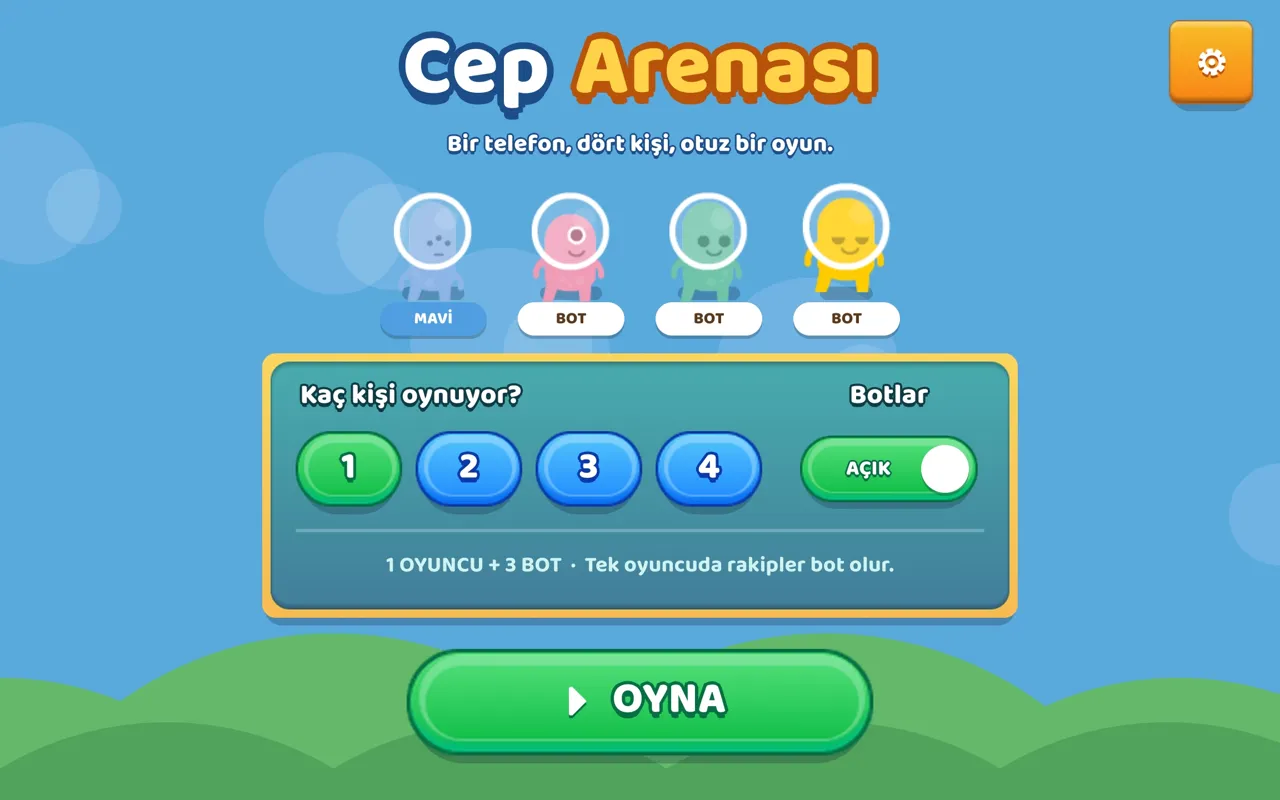 Cep Arenası
Bir telefon, dört kişi, otuz bir oyun.
MAVİ BOT BOT BOT
Kaç kişi oynuyor? Botlar
1 2 3 4 AÇIK
1 OYUNCU + 3 BOT · Tek oyuncuda rakipler bot olur.
OYNA